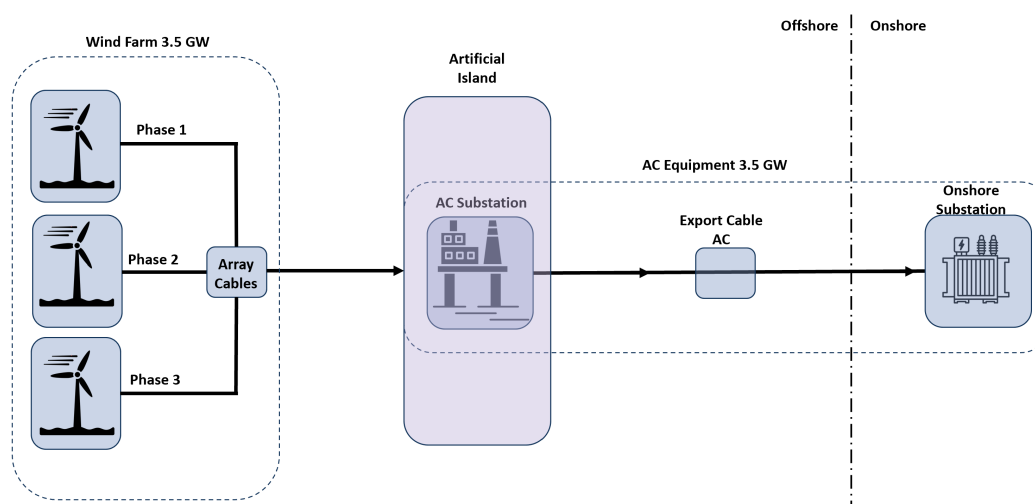 Offshore
Onshore
Wind Farm 3.5 GW
Artificial
Island
Phase 1
AC Equipment 3.5 GW
Onshore
Substation
AC Substation
Export Cable
AC
Phase 2
Array
Cables
Phase 3